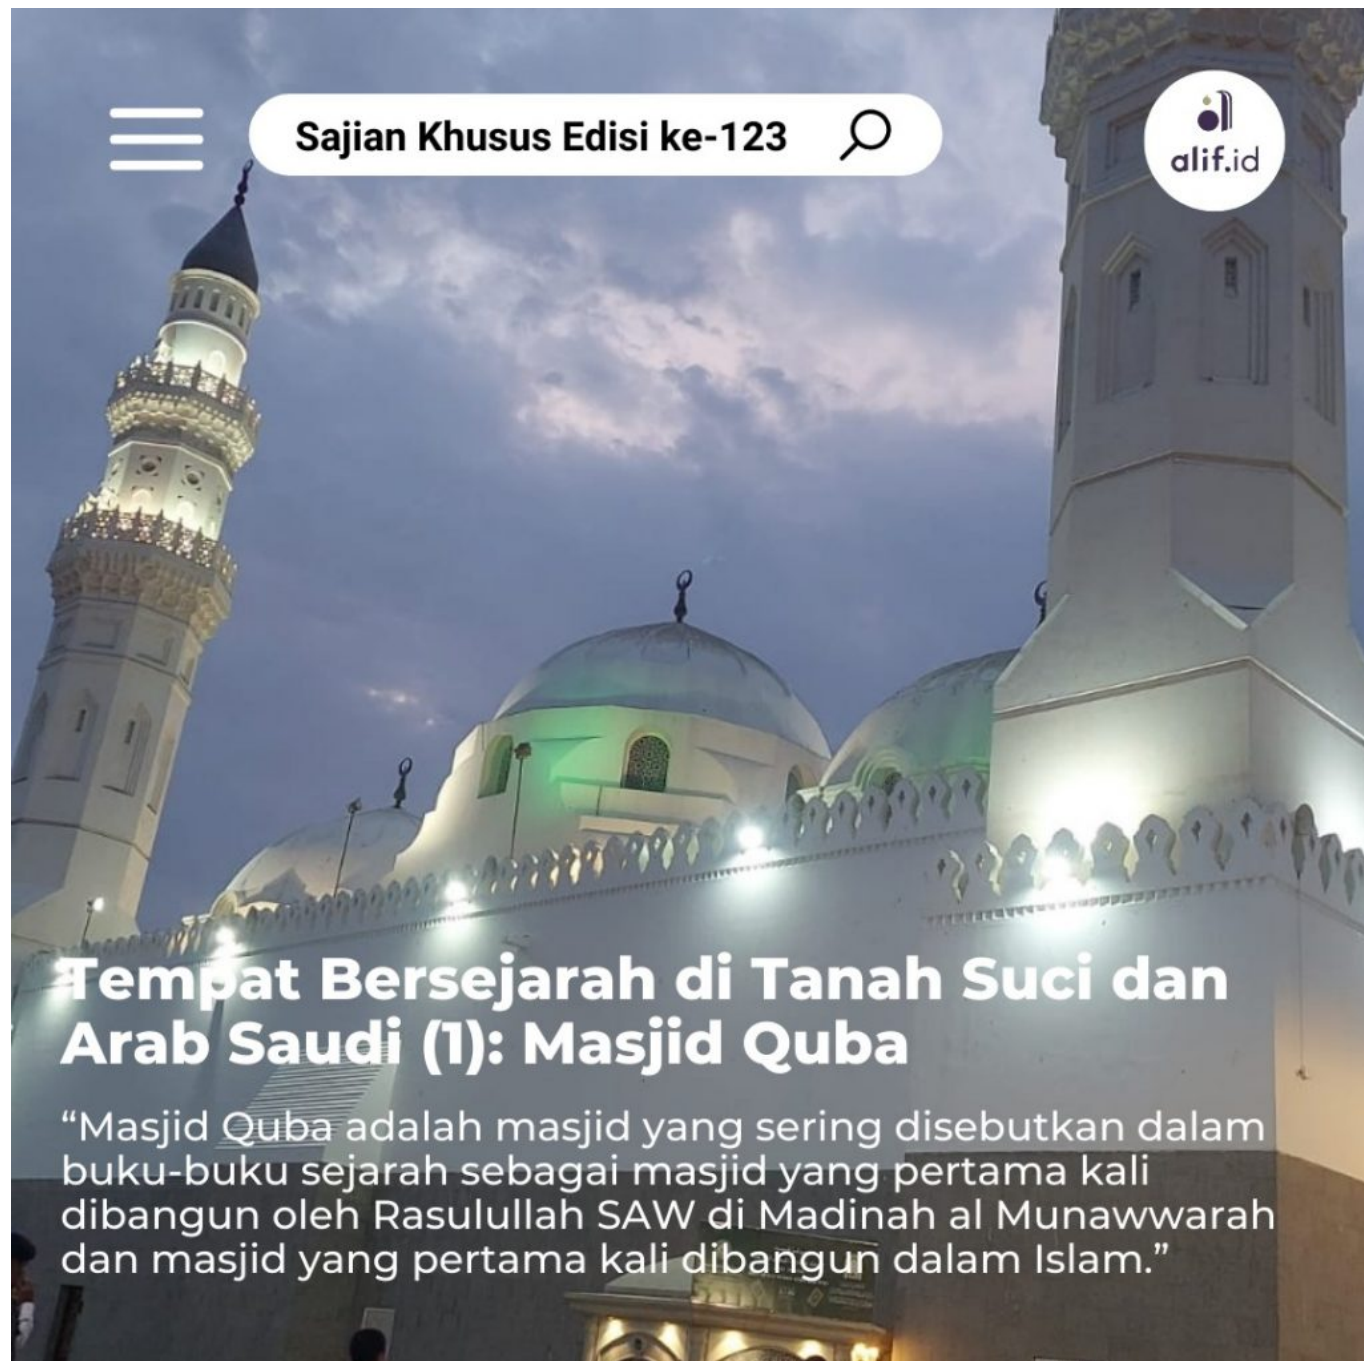 Sajian Khusus Edisi ke-123
alif.id
Tempat Bersejarah di Tanah Suci dan
Arab Saudi (1): Masjid Quba
“Masjid Quba adalah masjid yang sering disebutkan dalam
buku-buku sejarah sebagai masjid yang pertama kali
dibangun oleh Rasulullah SAW di Madinah al Munawwarah
dan masjid yang pertama kali dibangun dalam Islam.”